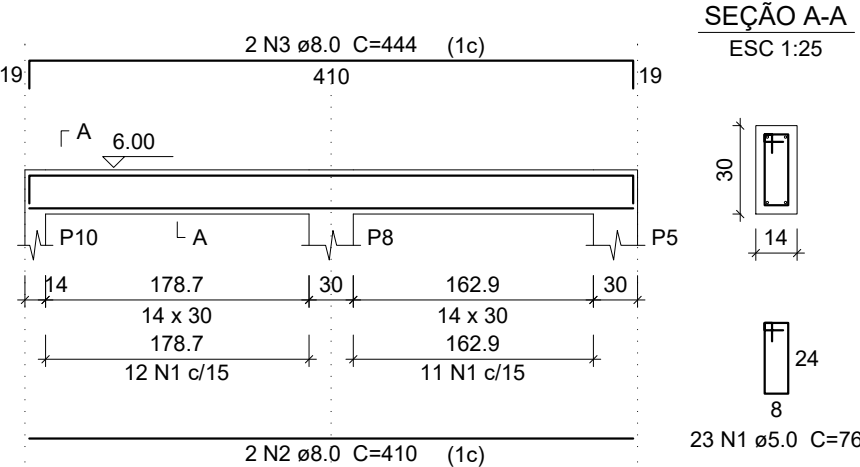 SEÇÃO A-A
ESC 1:25
2 N3 ø8.0 C=444 (1c)
19 410 19
A
6.00
30
14
P10 A P8 P5
14 178.7 30 162.9 30
14 x 30 14 x 30
178.7 162.9
12 N1 c/15 11 N1 c/15
24
8
23 N1 ø5.0 C=76
2 N2 ø8.0 C=410 (1c)